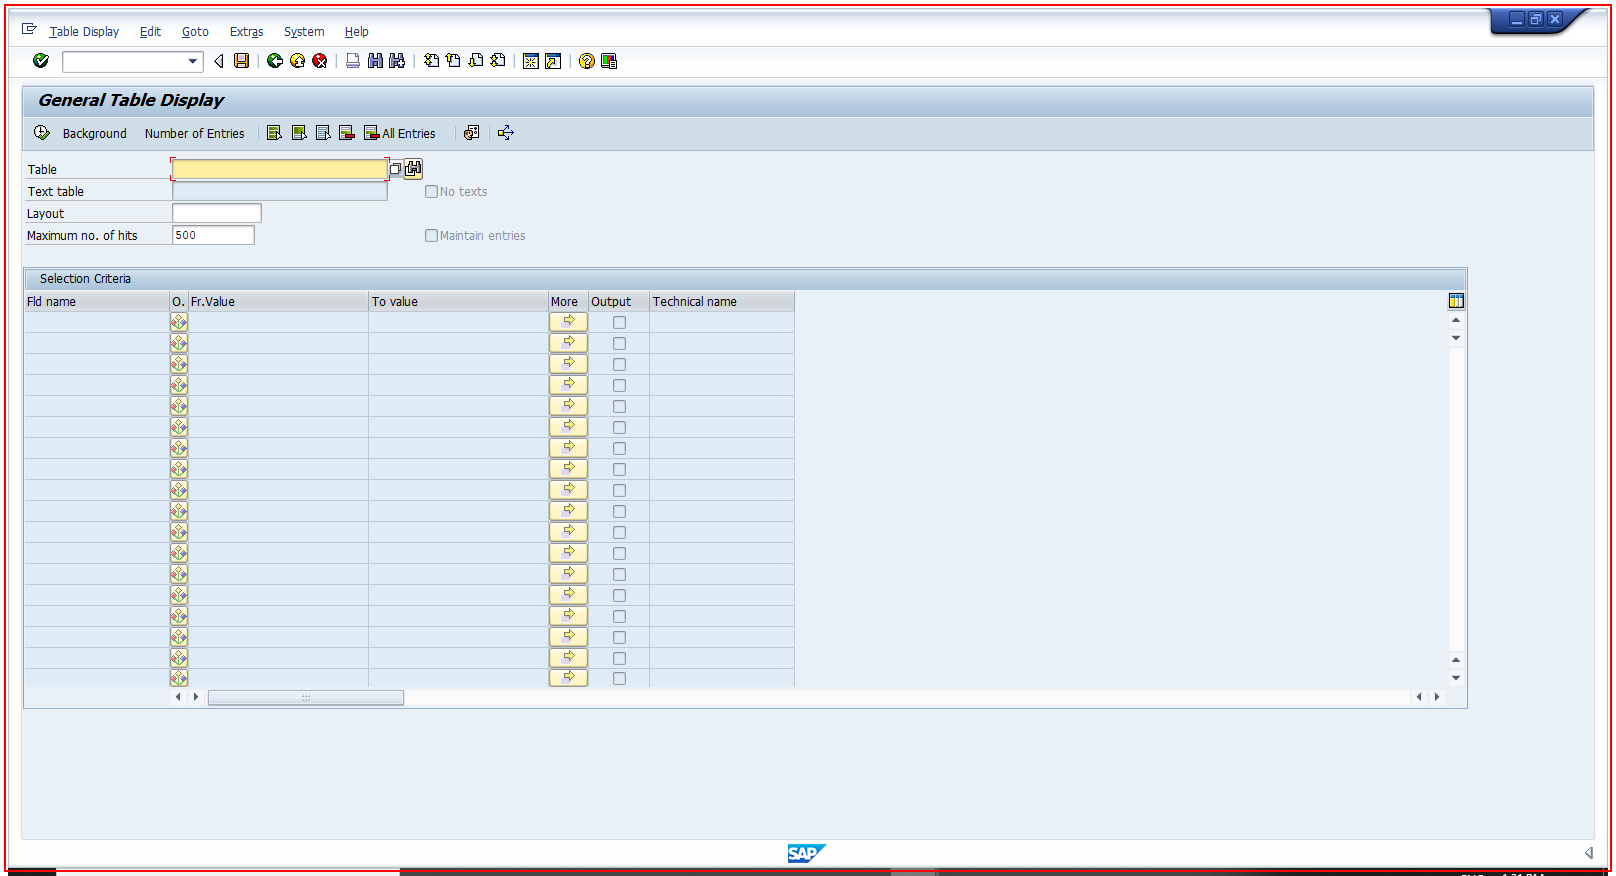 Table Display Edit Goto Extras System Help
General Table Display
Background Number of Entries All Entries
Table
Text table No texts
Layout
Maximum no. of hits 500 Maintain entries
Selection Criteria
Fld name O. Fr.Value To value More Output Technical name
SAP